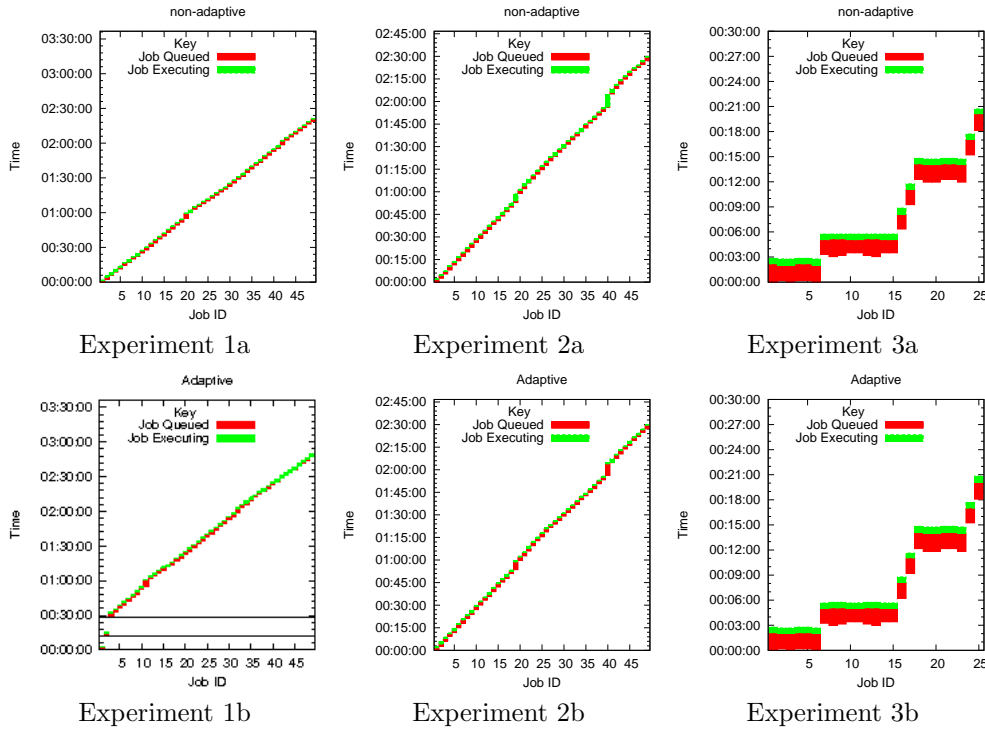 non-adaptive
03:30:00
03:00:00
02:30:00
02:00:00
01:30:00
01:00:00
00:30:00
00:00:00
Time
Key
Job Queued
Job Executing
5 10 15 20 25 30 35 40 45
Job ID
Experiment 1a
non-adaptive
02:45:00
02:30:00
02:15:00
02:00:00
01:45:00
01:30:00
01:15:00
01:00:00
00:45:00
00:30:00
00:15:00
00:00:00
Time
Key
Job Queued
Job Executing
5 10 15 20 25 30 35 40 45
Job ID
Experiment 2a
non-adaptive
00:30:00
00:27:00
00:24:00
00:21:00
00:18:00
00:15:00
00:12:00
00:09:00
00:06:00
00:03:00
00:00:00
Time
Key
Job Queued
Job Executing
5 10 15 20 25
Job ID
Experiment 3a
Adaptive
03:30:00
03:00:00
02:30:00
02:00:00
01:30:00
01:00:00
00:30:00
00:00:00
Time
Key
Job Queued
Job Executing
5 10 15 20 25 30 35 40 45
Job ID
Experiment 1b
Adaptive
02:45:00
02:30:00
02:15:00
02:00:00
01:45:00
01:30:00
01:15:00
01:00:00
00:45:00
00:30:00
00:15:00
00:00:00
Time
Key
Job Queued
Job Executing
5 10 15 20 25 30 35 40 45
Job ID
Experiment 2b
Adaptive
00:30:00
00:27:00
00:24:00
00:21:00
00:18:00
00:15:00
00:12:00
00:09:00
00:06:00
00:03:00
00:00:00
Time
Key
Job Queued
Job Executing
5 10 15 20 25
Job ID
Experiment 3b